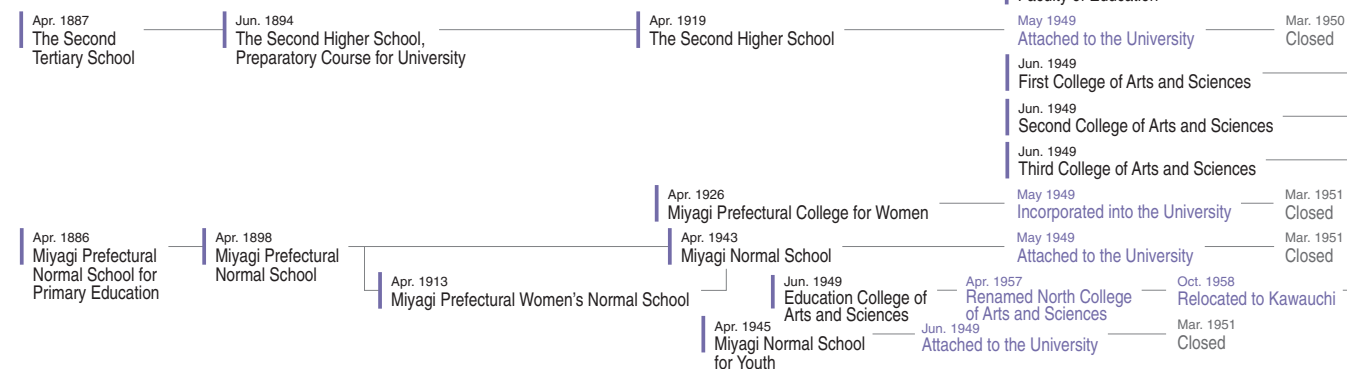 Faculty of Education
Apr. 1887
The Second
Tertiary School
Jun. 1894
The Second Higher School,
Preparatory Course for University
Apr. 1919
The Second Higher School
May 1949
Attached to the University
Mar. 1950
Closed
Jun. 1949
First College of Arts and Sciences
Jun. 1949
Second College of Arts and Sciences
Jun. 1949
Third College of Arts and Sciences
Apr. 1926
Miyagi Prefectural College for Women
May 1949
Incorporated into the University
Mar. 1951
Closed
Apr. 1886
Miyagi Prefectural
Normal School for
Primary Education
Apr. 1898
Miyagi Prefectural
Normal School
Apr. 1943
Miyagi Normal School
May 1949
Attached to the University
Mar. 1951
Closed
Apr. 1913
Miyagi Prefectural Women's Normal School
Jun. 1949
Education College of
Arts and Sciences
Apr. 1957
Renamed North College
of Arts and Sciences
Oct. 1958
Relocated to Kawauchi
Apr. 1945
Miyagi Normal School
for Youth
Jun. 1949
Attached to the University
Mar. 1951
Closed